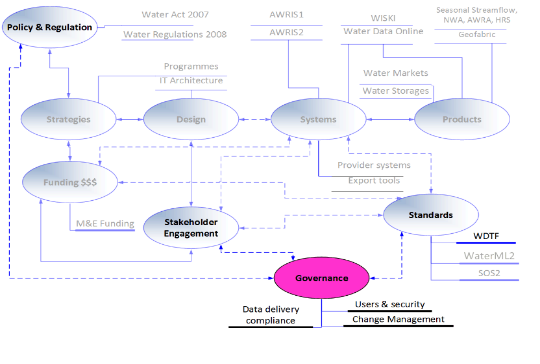 Policy & Regulation
Water Act 2007
Water Regulations 2008
AWRIS1
AWRIS2
WISKI
Water Data Online
Seasonal Streamflow,
NWA, AWRA, HRS
Geofabric
Programmes
IT Architecture
Water Markets
Water Storages
Strategies
Design
Systems
Products
Provider systems
Export tools
Funding $$$
M&E Funding
Stakeholder
Engagement
Standards
WDTF
WaterML2
SOS2
Governance
Data delivery
compliance
Users & security
Change Management